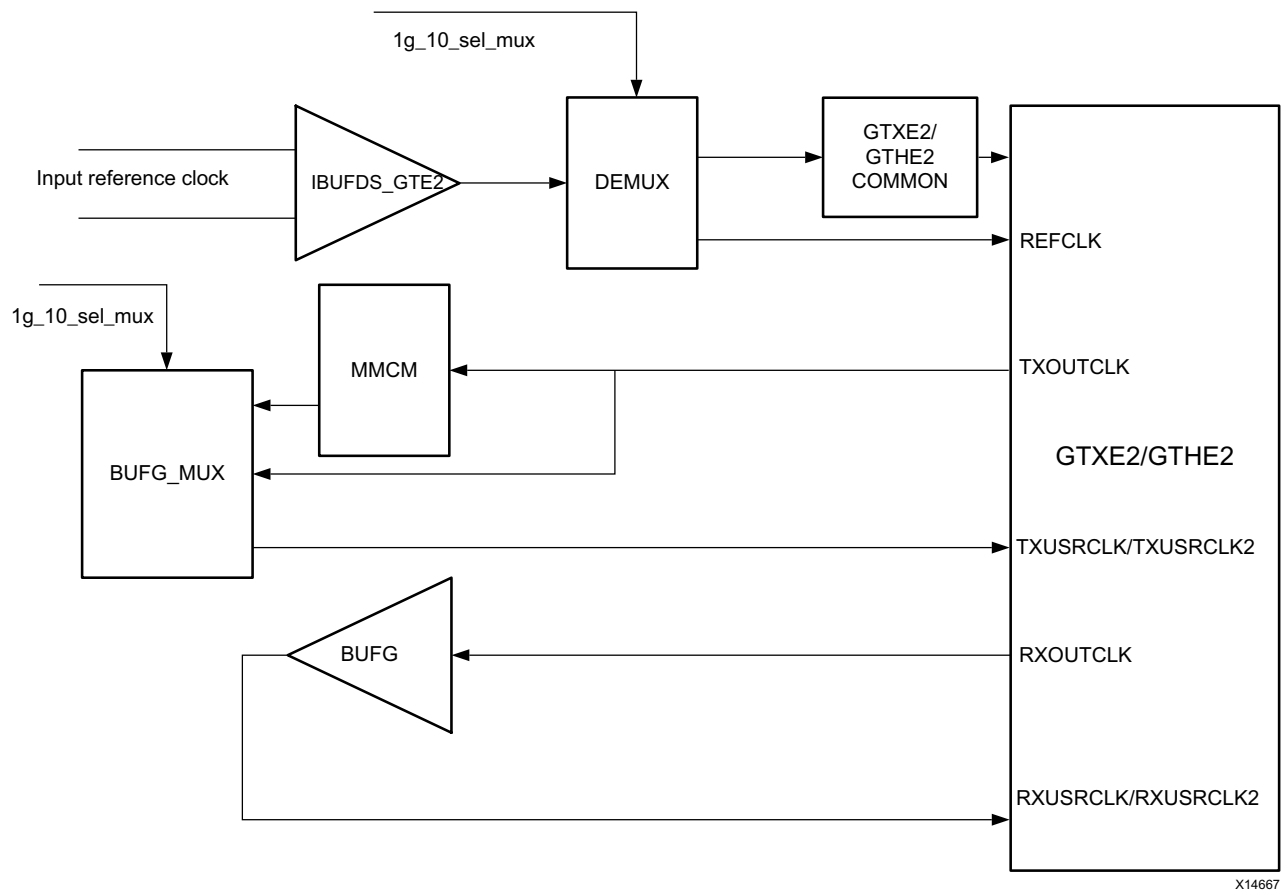 1g_10_sel_mux
Input reference clock
IBUFDS_GTE2
DEMUX
GTXE2/
GTHE2
COMMON
REFCLK
1g_10_sel_mux
MMCM
TXOUTCLK
BUFG_MUX
GTXE2/GTHE2
TXUSRCLK/TXUSRCLK2
BUFG
RXOUTCLK
RXUSRCLK/RXUSRCLK2
X14667